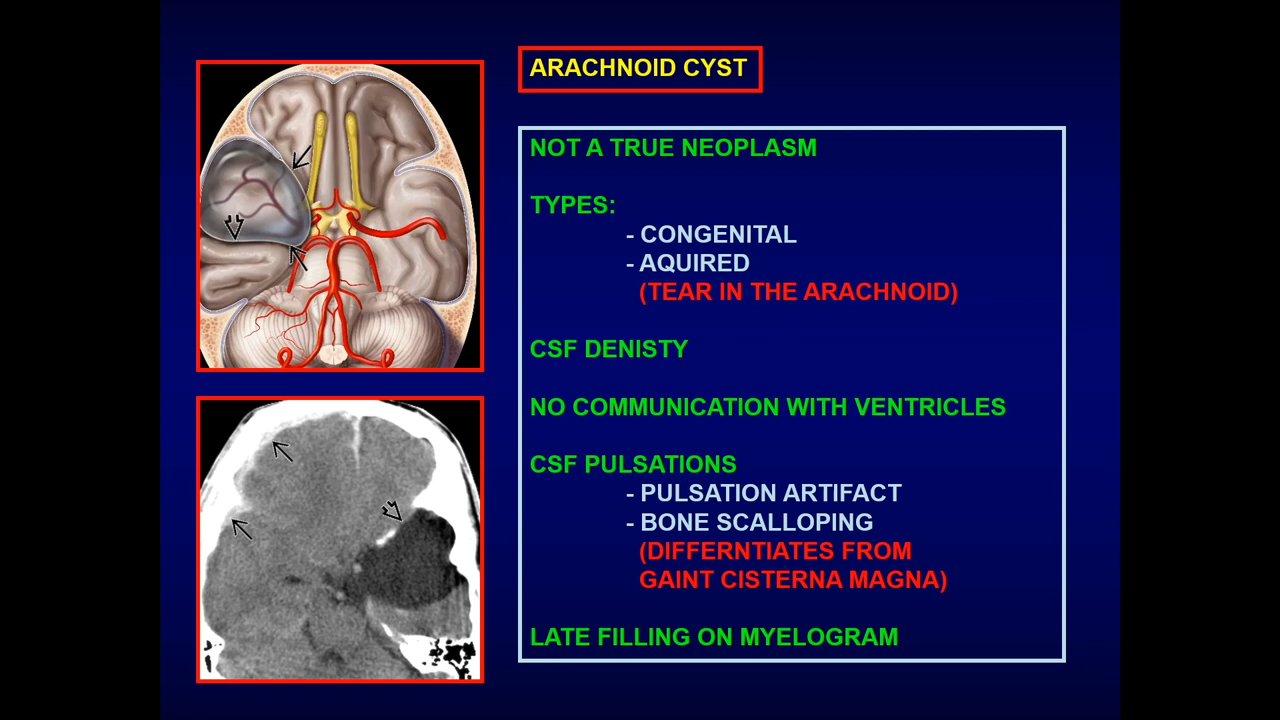 ARACHNOID CYST
NOT A TRUE NEOPLASM
TYPES:
- CONGENITAL
- AQUIRED
(TEAR IN THE ARACHNOID)
CSF DENISTY
NO COMMUNICATION WITH VENTRICLES
CSF PULSATIONS
- PULSATION ARTIFACT
- BONE SCALLOPING
(DIFFERNTIATES FROM
GAINT CISTERNA MAGNA)
LATE FILLING ON MYELOGRAM